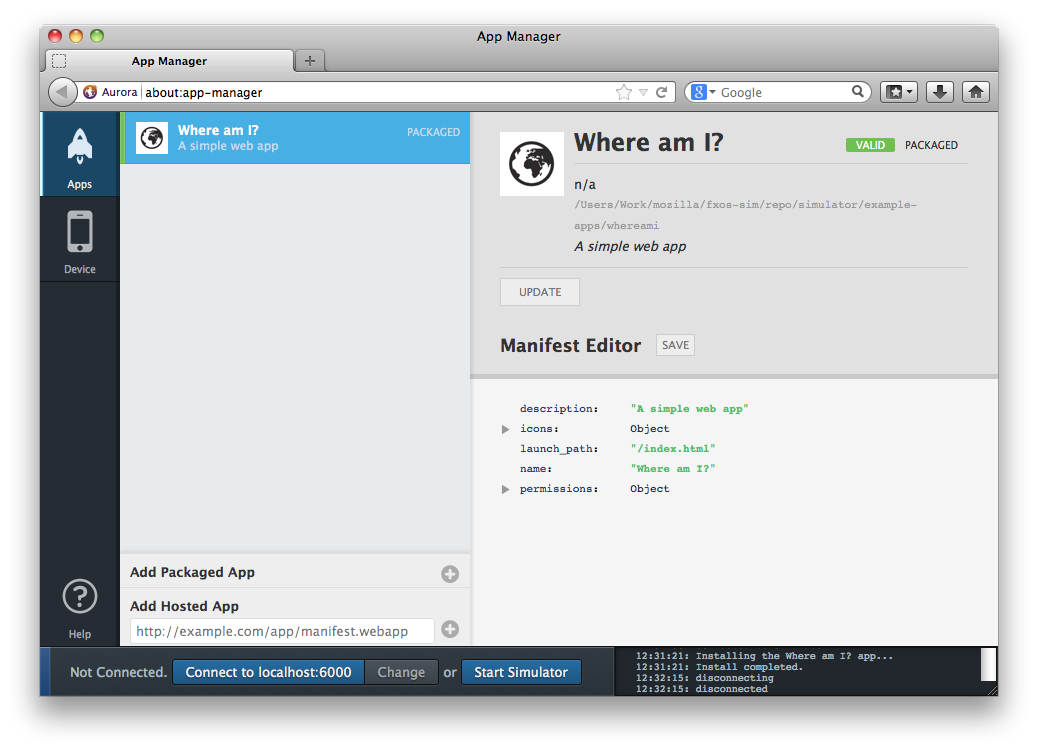 App Manager
App Manager
Aurora about:app-manager
Google
Apps
Device
Help
Where am I?
PACKAGED
A simple web app
Add Packaged App
Add Hosted App
http://example.com/app/manifest.webapp
Where am I?
VALID PACKAGED
n/a
/Users/Work/mozilla/fxos-sim/repo/simulator/example-
apps/whereami
A simple web app
UPDATE
Manifest Editor SAVE
description: "A simple web app"
icons: Object
launch_path: "/index.html"
name: "Where am I?"
permissions: Object
Not Connected. Connect to localhost:6000 Change or Start Simulator
12:31:21: Installing the Where am I? app...
12:31:21: Install completed.
12:32:15: disconnecting
12:32:15: disconnected